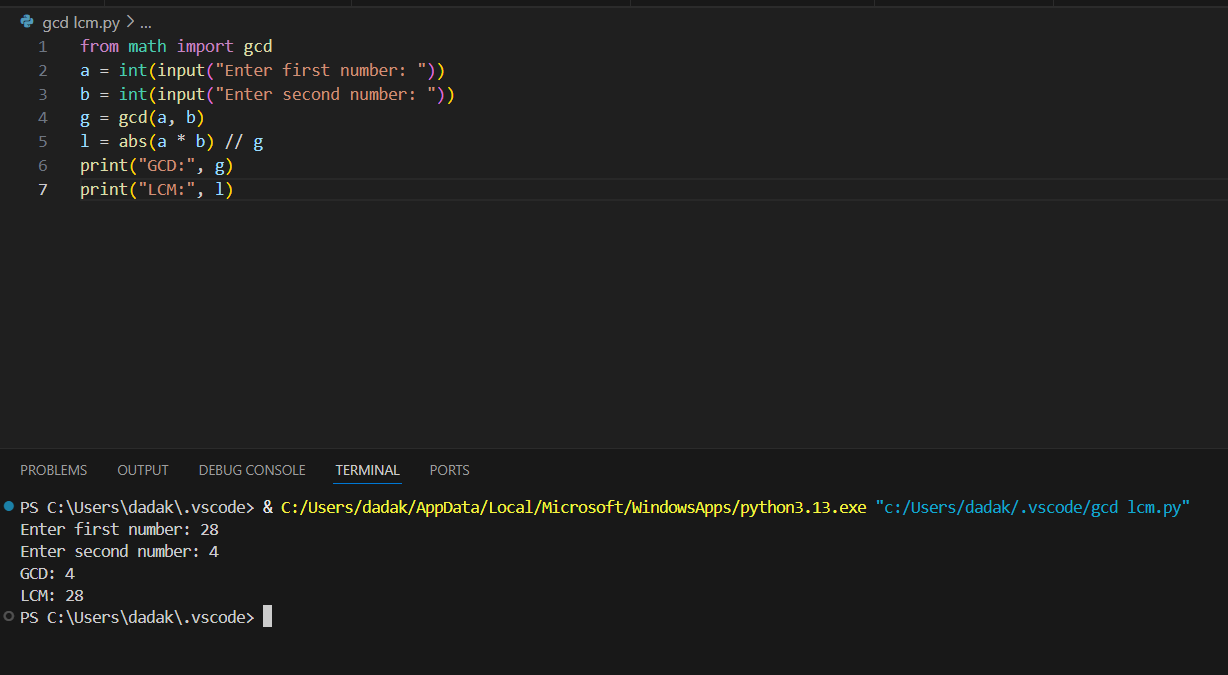 gcd lcm.py > ...
1 from math import gcd
2 a = int(input("Enter first number: "))
3 b = int(input("Enter second number: "))
4 g = gcd(a, b)
5 l = abs(a * b) // g
6 print("GCD:", g)
7 print("LCM:", l)
PROBLEMS OUTPUT DEBUG CONSOLE TERMINAL PORTS
PS C:\Users\dadak\.vscode> & C:/Users/dadak/AppData/Local/Microsoft/WindowsApps/python3.13.exe "c:/Users/dadak/.vscode/gcd lcm.py"
Enter first number: 28
Enter second number: 4
GCD: 4
LCM: 28
PS C:\Users\dadak\.vscode>